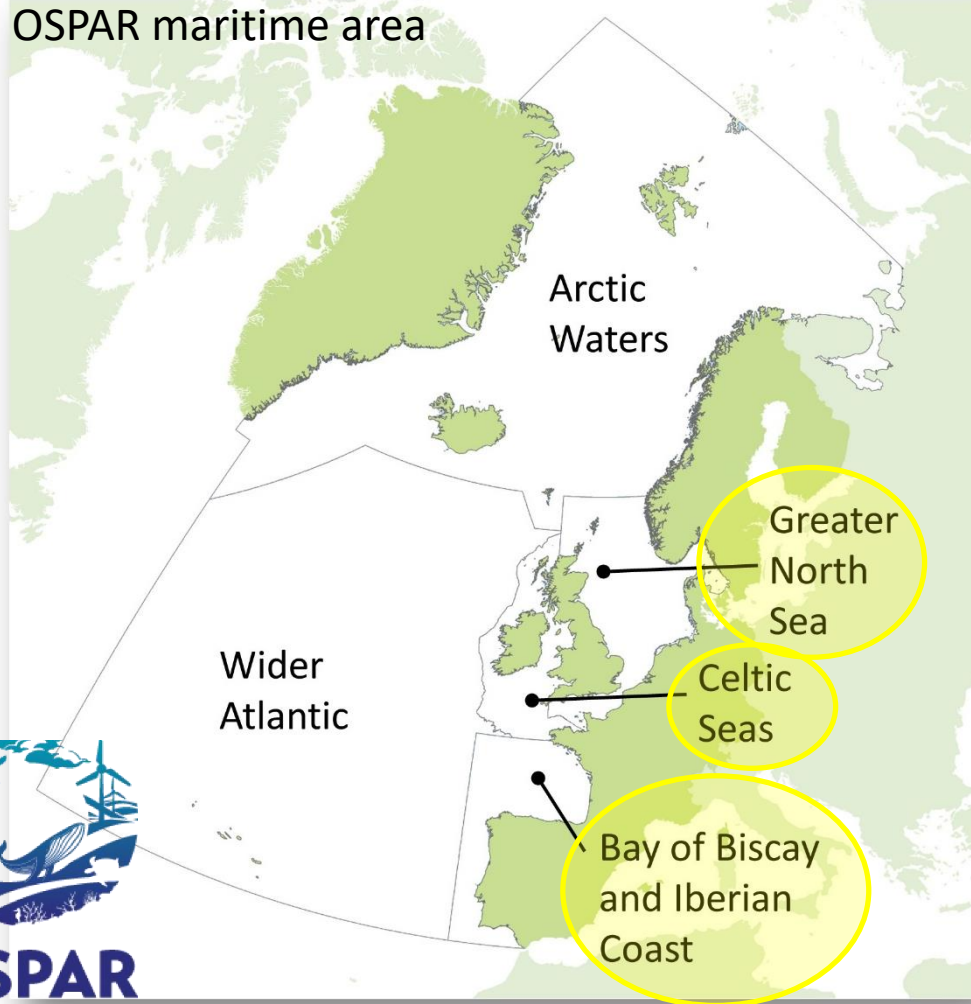 OSPAR maritime area
Arctic
Waters
Greater
North
Sea
Wider
Atlantic
Celtic
Seas
Bay of Biscay
and Iberian
Coast
SPAR